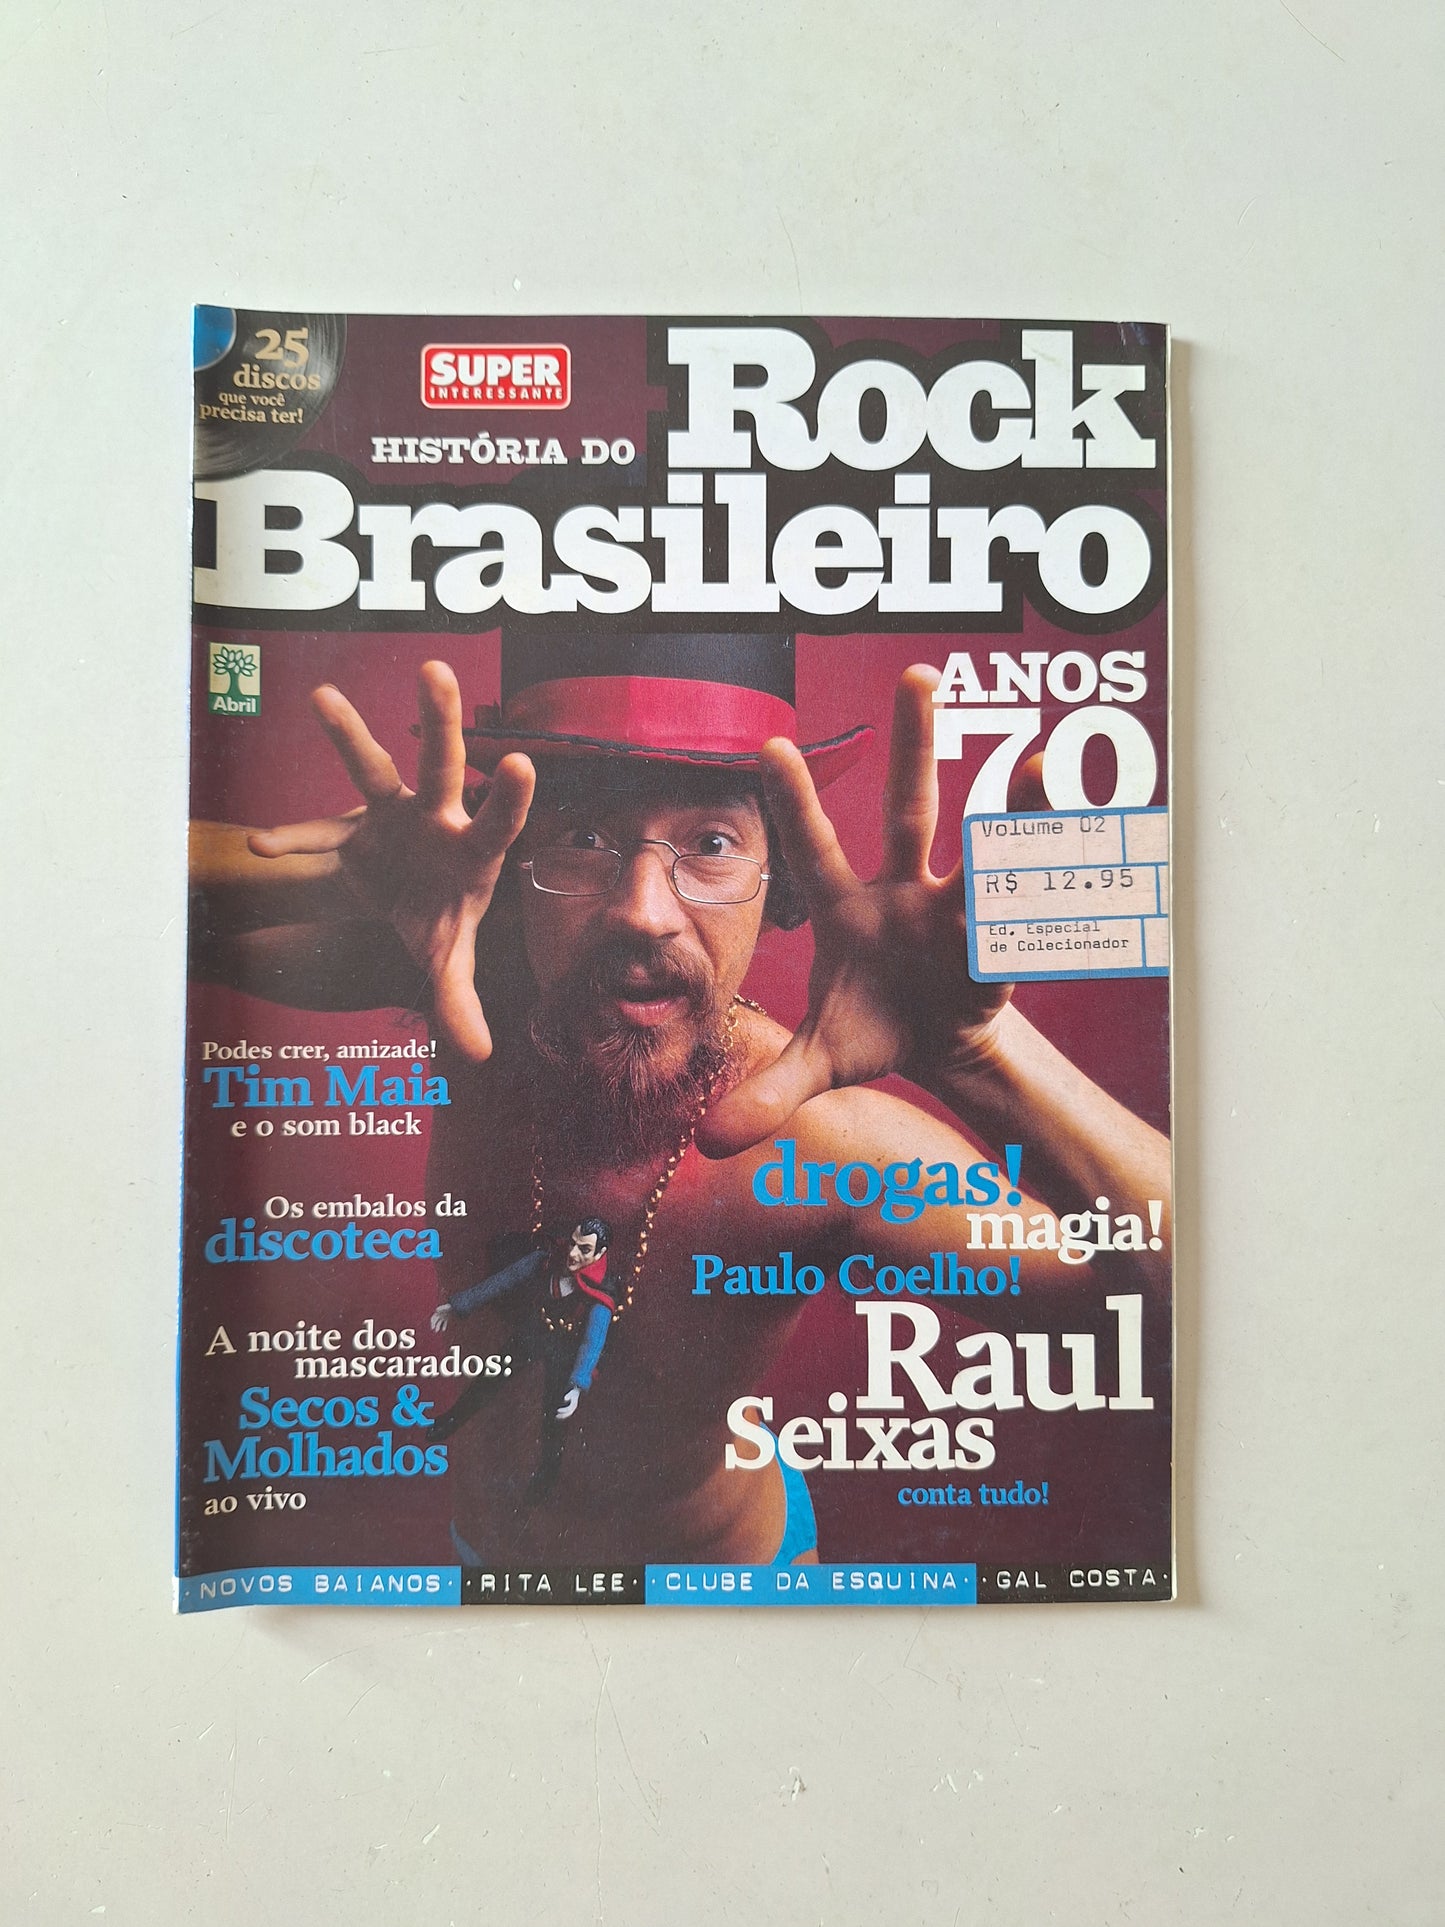 25
discos
que você
precisa ter!
SUPER
INTERESSANTE
HISTÓRIA DO
Rock
Brasileiro
Abril
ANOS
70
Volume 02
R$ 12.95
Ed. Especial
de Colecionador
Podes crer, amizade!
Tim Maia
e o som black
Os embalos da
discoteca
A noite dos
mascarados:
Secos &
Molhados
ao vivo
drogas!
magia!
Paulo Coelho!
Raul
Seixas
conta tudo!
·NOVOS BAIANOS· ·RITA LEE· ·CLUBE DA ESQUINA· ·GAL COSTA·